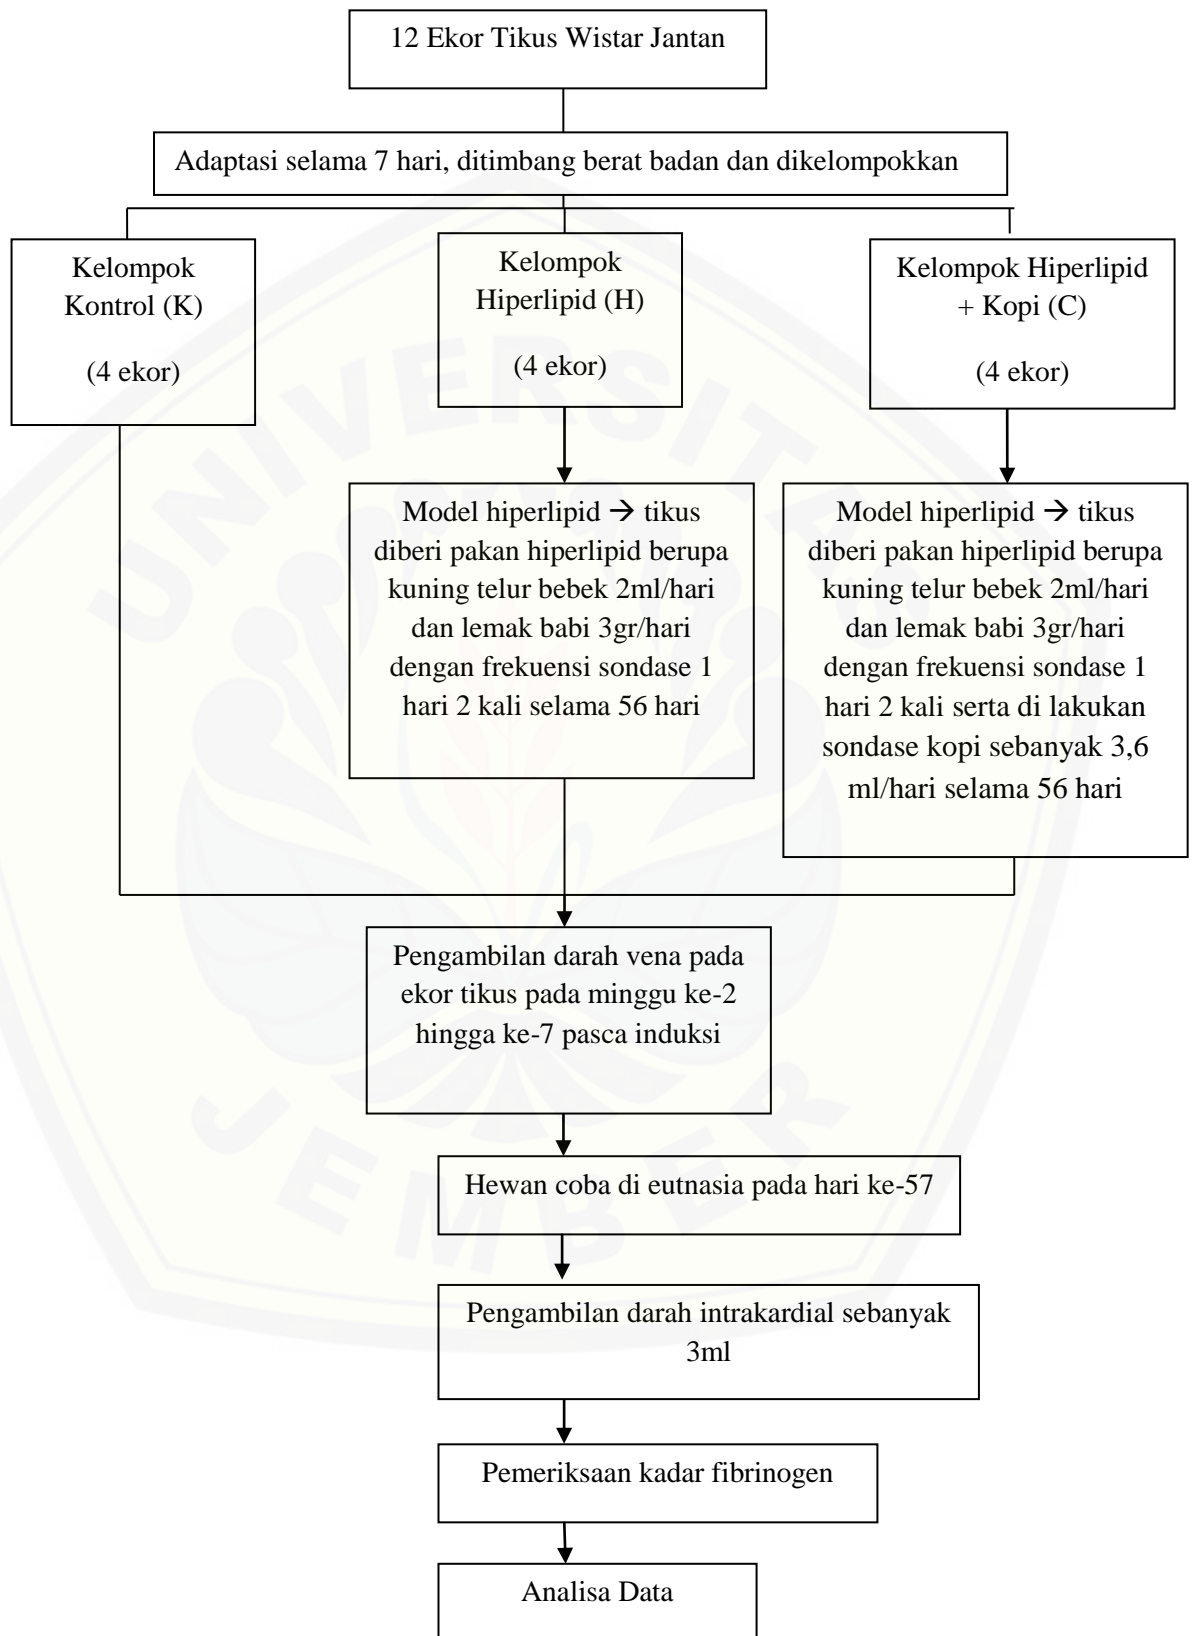 12 Ekor Tikus Wistar Jantan
Adaptasi selama 7 hari, ditimbang berat badan dan dikelompokkan
Kelompok
Kontrol (K)
(4 ekor)
Kelompok
Hiperlipid (H)
(4 ekor)
Kelompok Hiperlipid
+ Kopi (C)
(4 ekor)
Model hiperlipid → tikus
diberi pakan hiperlipid berupa
kuning telur bebek 2ml/hari
dan lemak babi 3gr/hari
dengan frekuensi sondase 1
hari 2 kali selama 56 hari
Model hiperlipid → tikus
diberi pakan hiperlipid berupa
kuning telur bebek 2ml/hari
dan lemak babi 3gr/hari
dengan frekuensi sondase 1
hari 2 kali serta di lakukan
sondase kopi sebanyak 3,6
ml/hari selama 56 hari
Pengambilan darah vena pada
ekor tikus pada minggu ke-2
hingga ke-7 pasca induksi
Hewan coba di eutnasia pada hari ke-57
Pengambilan darah intrakardial sebanyak
3ml
Pemeriksaan kadar fibrinogen
Analisa Data
UNIVERSITAS
JEMBER